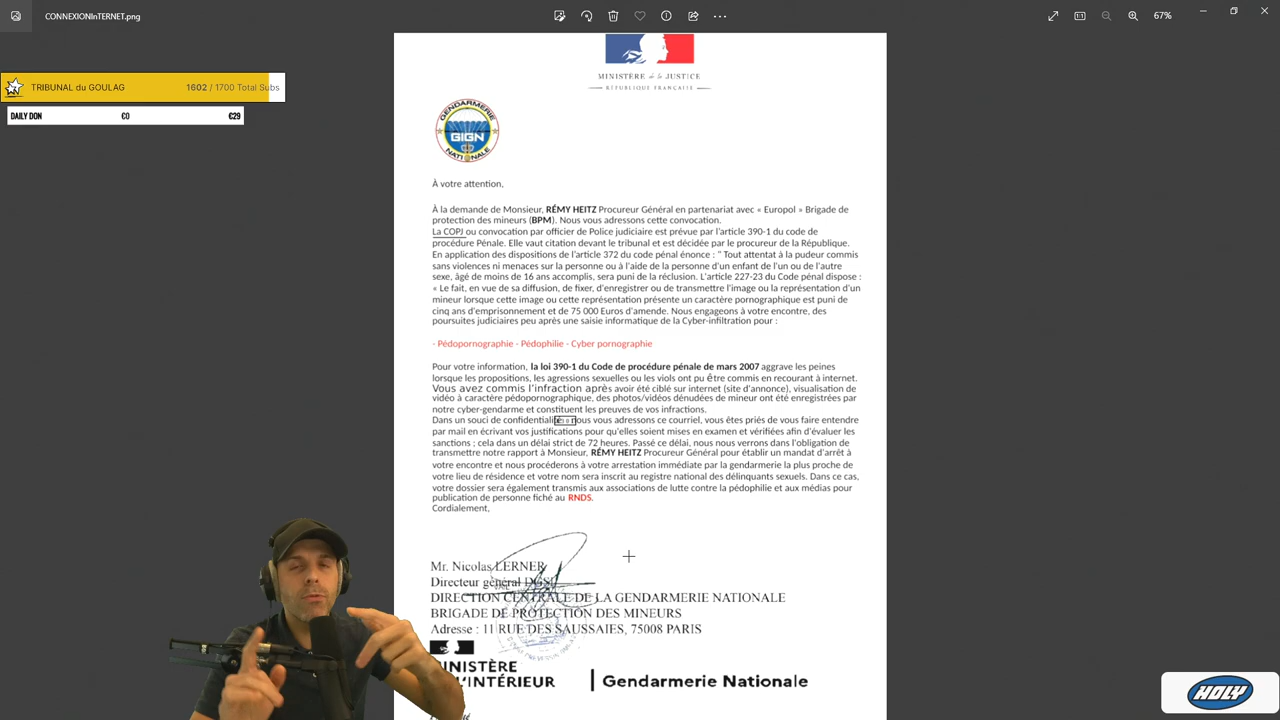 CONNEXIONInTERNET.png
67%
TRIBUNAL du GOULAG 1602 / 1700 Total Subs
DAILY DON €0 €29
MINISTÈRE de la JUSTICE
RÉPUBLIQUE FRANÇAISE
GENDARMERIE
GIGN
NATIONALE
À votre attention,
À la demande de Monsieur, RÉMY HEITZ Procureur Général en partenariat avec « Europol » Brigade de
protection des mineurs (BPM). Nous vous adressons cette convocation.
La COPJ ou convocation par officier de Police judiciaire est prévue par l'article 390-1 du code de
procédure Pénale. Elle vaut citation devant le tribunal et est décidée par le procureur de la République.
En application des dispositions de l'article 372 du code pénal énonce : " Tout attentat à la pudeur commis
sans violences ni menaces sur la personne ou à l'aide de la personne d'un enfant de l'un ou de l'autre
sexe, âgé de moins de 16 ans accomplis, sera puni de la réclusion. L'article 227-23 du Code pénal dispose :
« Le fait, en vue de sa diffusion, de fixer, d'enregistrer ou de transmettre l'image ou la représentation d'un
mineur lorsque cette image ou cette représentation présente un caractère pornographique est puni de
cinq ans d'emprisonnement et de 75 000 Euros d'amende. Nous engageons à votre encontre, des
poursuites judiciaires peu après une saisie informatique de la Cyber-infiltration pour :
- Pédopornographie - Pédophilie - Cyber pornographie
Pour votre information, la loi 390-1 du Code de procédure pénale de mars 2007 aggrave les peines
lorsque les propositions, les agressions sexuelles ou les viols ont pu être commis en recourant à internet.
Vous avez commis l'infraction après avoir été ciblé sur internet (site d'annonce), visualisation de
vidéo à caractère pédopornographique, des photos/vidéos dénudées de mineur ont été enregistrées par
notre cyber-gendarme et constituent les preuves de vos infractions.
Dans un souci de vous adressons ce courriel, vous êtes priés de vous faire entendre
par mail en écrivant vos justifications pour qu'elles soient mises en examen et vérifiées afin d'évaluer les
sanctions ; cela dans un délai strict de 72 heures. Passé ce délai, nous nous verrons dans l'obligation de
transmettre notre rapport à Monsieur, RÉMY HEITZ Procureur Général pour établir un mandat d'arrêt à
votre encontre et nous procéderons à votre arrestation immédiate par la gendarmerie la plus proche de
votre lieu de résidence et votre nom sera inscrit au registre national des délinquants sexuels. Dans ce cas,
votre dossier sera également transmis aux associations de lutte contre la pédophilie et aux médias pour
publication de personne fiché au RNDS.
Cordialement,
Mr. Nicolas LERNER
Directeur général DGSI
DIRECTION CENTRALE DE LA GENDARMERIE NATIONALE
BRIGADE DE PROTECTION DES MINEURS
Adresse : 11 RUE DES SAUSSAIES, 75008 PARIS
MINISTÈRE
L'INTÉRIEUR
Gendarmerie Nationale
HOLY